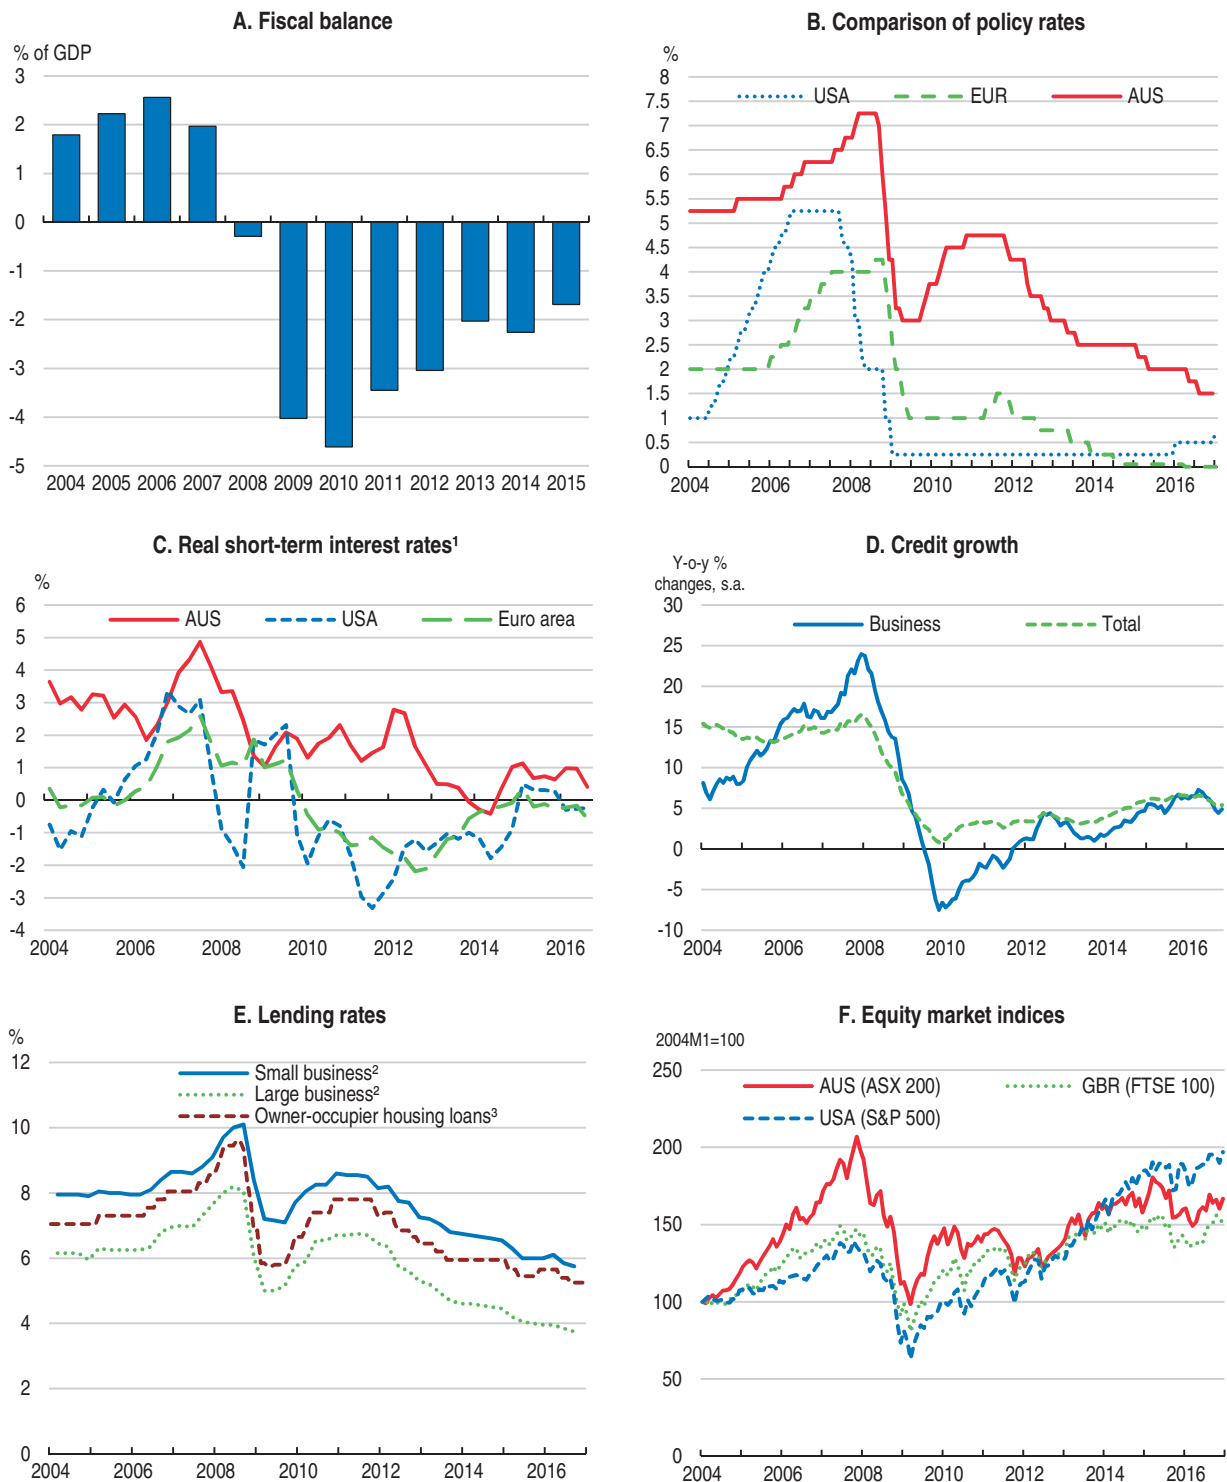 A. Fiscal balance
% of GDP
3
2
1
0
-1
-2
-3
-4
-5
2004 2005 2006 2007 2008 2009 2010 2011 2012 2013 2014 2015
B. Comparison of policy rates
%
8
7.5
7
6.5
6
5.5
5
4.5
4
3.5
3
2.5
2
1.5
1
0.5
0
USA EUR AUS
2004 2006 2008 2010 2012 2014 2016
C. Real short-term interest rates¹
%
6
5
4
3
2
1
0
-1
-2
-3
-4
AUS USA Euro area
2004 2006 2008 2010 2012 2014 2016
D. Credit growth
Y-o-y %
changes, s.a.
30
25
20
15
10
5
0
-5
-10
Business Total
2004 2006 2008 2010 2012 2014 2016
E. Lending rates
%
12
10
8
6
4
2
0
Small business²
Large business²
Owner-occupier housing loans³
2004 2006 2008 2010 2012 2014 2016
F. Equity market indices
2004M1=100
250
200
150
100
50
0
AUS (ASX 200) GBR (FTSE 100)
USA (S&P 500)
2004 2006 2008 2010 2012 2014 2016